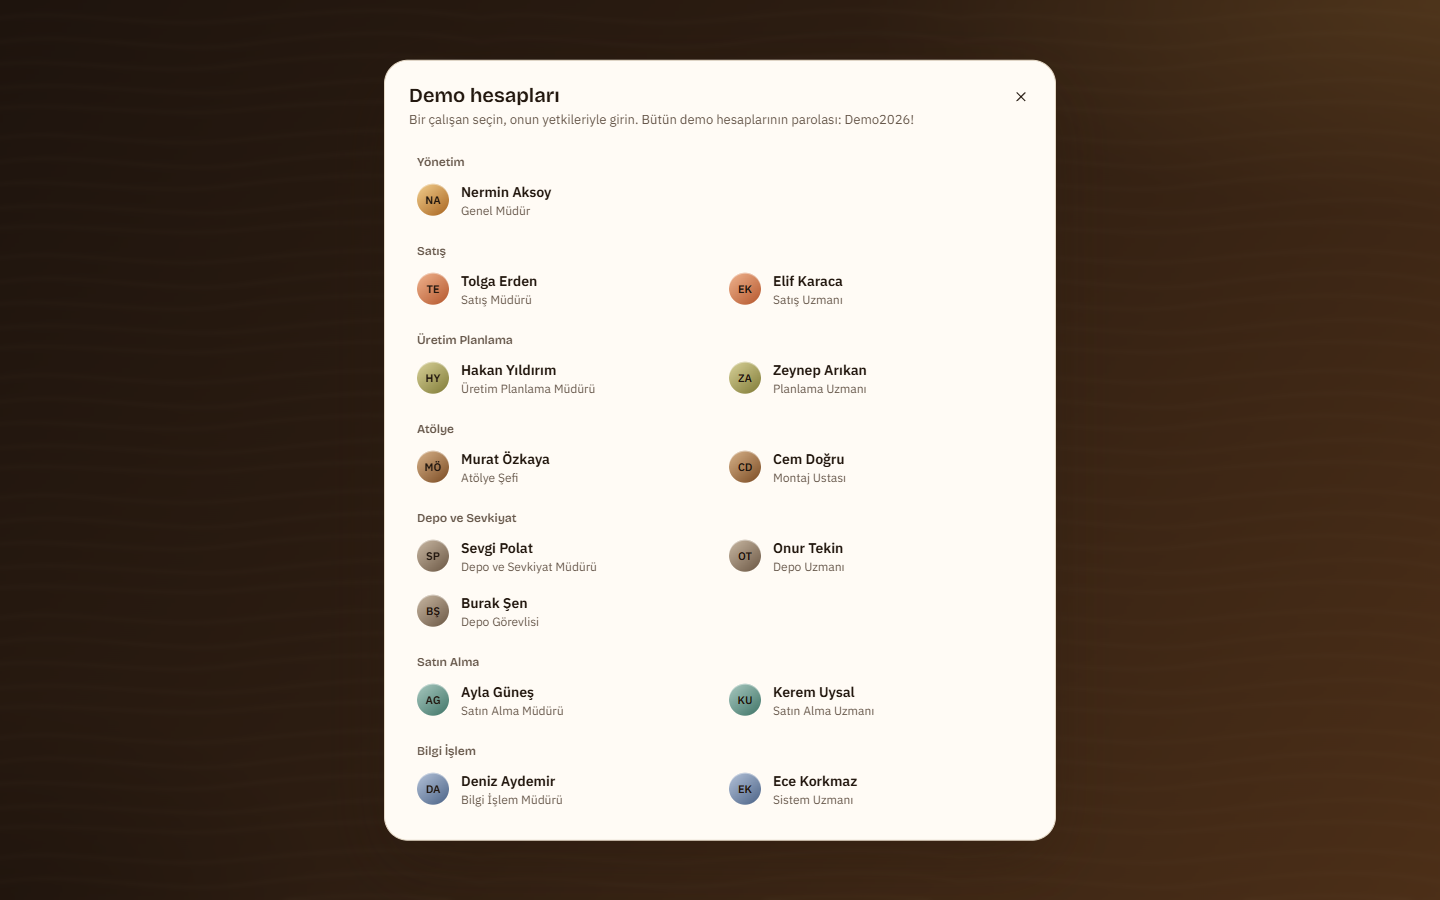 Demo hesapları
Bir çalışan seçin, onun yetkileriyle girin. Bütün demo hesaplarının parolası: Demo2026!
Yönetim
NA
Nermin Aksoy
Genel Müdür
Satış
TE
Tolga Erden
Satış Müdürü
EK
Elif Karaca
Satış Uzmanı
Üretim Planlama
HY
Hakan Yıldırım
Üretim Planlama Müdürü
ZA
Zeynep Arıkan
Planlama Uzmanı
Atölye
MÖ
Murat Özkaya
Atölye Şefi
CD
Cem Doğru
Montaj Ustası
Depo ve Sevkiyat
SP
Sevgi Polat
Depo ve Sevkiyat Müdürü
OT
Onur Tekin
Depo Uzmanı
BŞ
Burak Şen
Depo Görevlisi
Satın Alma
AG
Ayla Güneş
Satın Alma Müdürü
KU
Kerem Uysal
Satın Alma Uzmanı
Bilgi İşlem
DA
Deniz Aydemir
Bilgi İşlem Müdürü
EK
Ece Korkmaz
Sistem Uzmanı